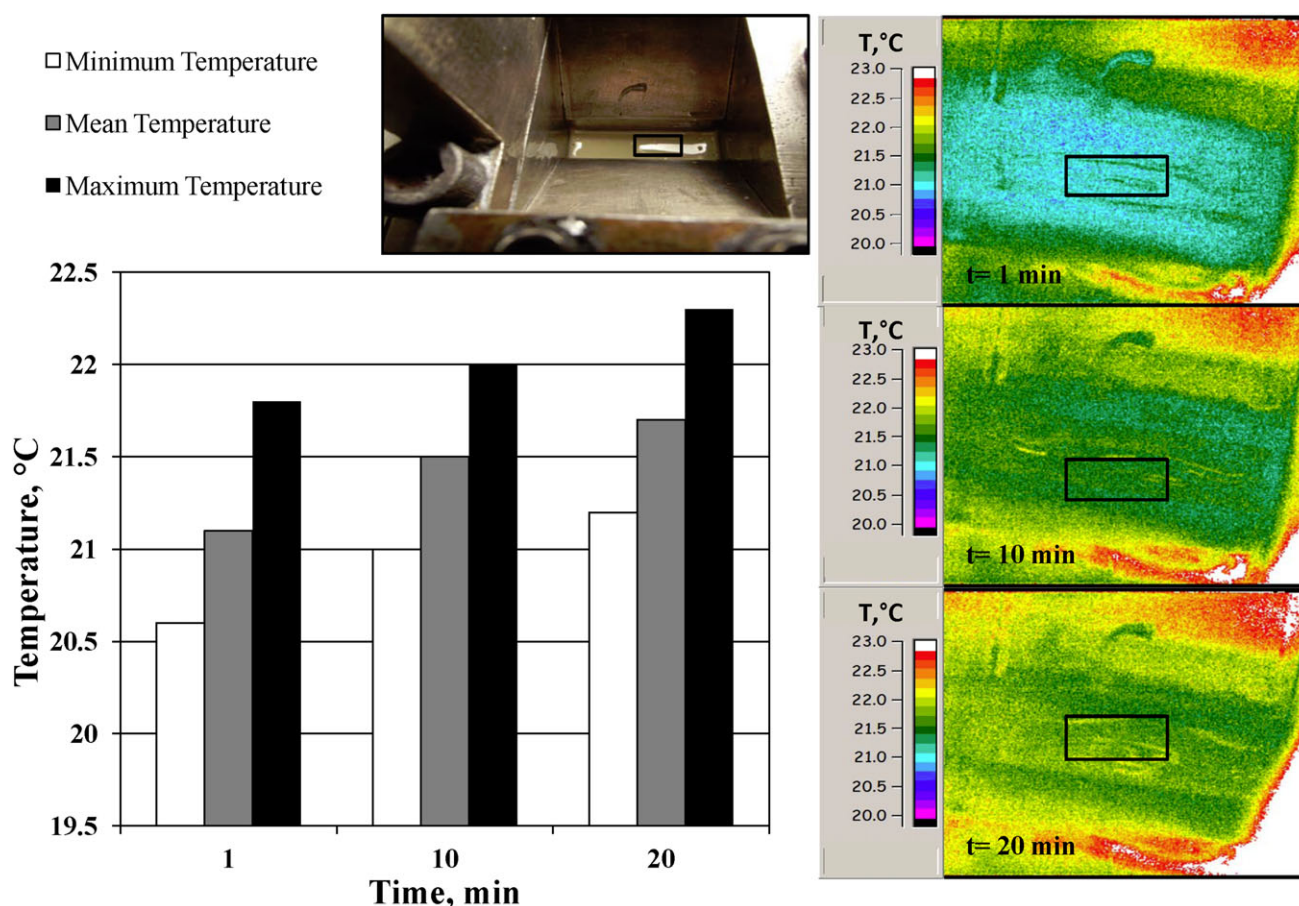 Minimum Temperature
Mean Temperature
Maximum Temperature
22.5
22
21.5
21
20.5
20
19.5
Temperature, °C
1
10
20
Time, min
T,°C
23.0
22.5
22.0
21.5
21.0
20.5
20.0
t= 1 min
T,°C
23.0
22.5
22.0
21.5
21.0
20.5
20.0
t= 10 min
T,°C
23.0
22.5
22.0
21.5
21.0
20.5
20.0
t= 20 min